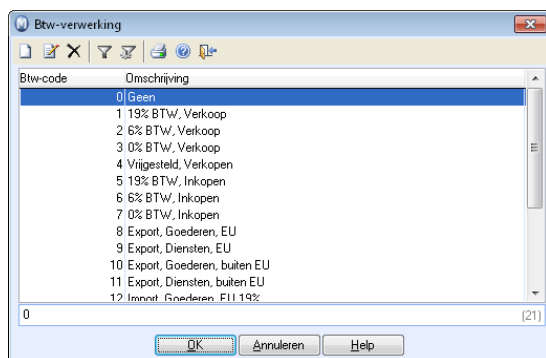 Btw-verwerking
Btw-code Omschrijving
0 Geen
1 19% BTW, Verkoop
2 6% BTW, Verkoop
3 0% BTW, Verkoop
4 Vrijgesteld, Verkopen
5 19% BTW, Inkopen
6 6% BTW, Inkopen
7 0% BTW, Inkopen
8 Export, Goederen, EU
9 Export, Diensten, EU
10 Export, Goederen, buiten EU
11 Export, Diensten, buiten EU
12 Import, Goederen, EU 19%
0 (21)
OK Annuleren Help